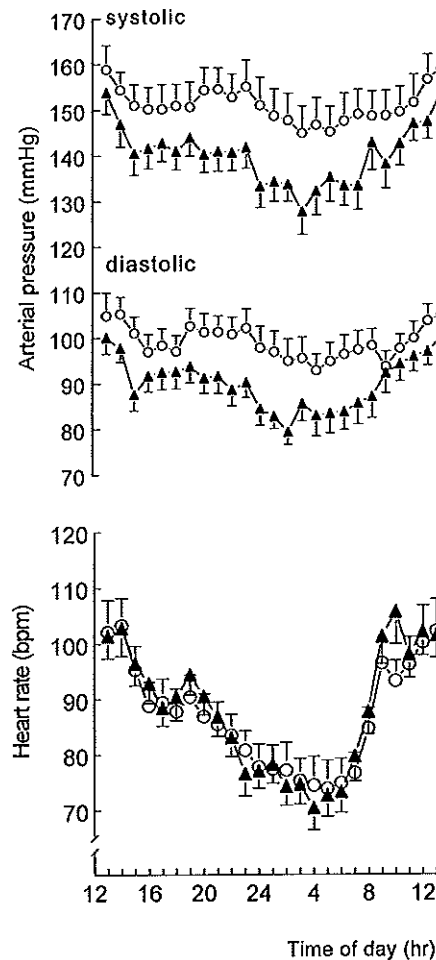 systolic
170
160
150
140
130
120
Arterial pressure (mmHg)
diastolic
110
100
90
80
70
120
110
100
90
80
70
Heart rate (bpm)
12 16 20 24 4 8 12
Time of day (hr)